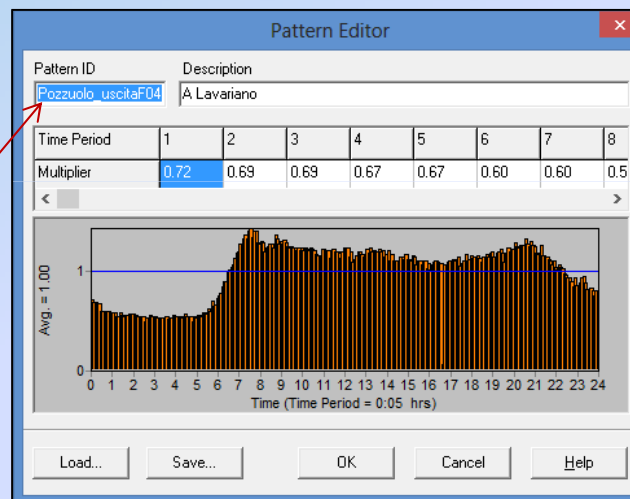 Pattern Editor
Pattern ID Description
Pozzuolo_uscitaF04 A Lavariano
Time Period 1 2 3 4 5 6 7 8
Multiplier 0.72 0.69 0.69 0.67 0.67 0.60 0.60 0.5
Avg. = 1.00
1
0
0 1 2 3 4 5 6 7 8 9 10 11 12 13 14 15 16 17 18 19 20 21 22 23 24
Time (Time Period = 0:05 hrs)
Load... Save... OK Cancel Help